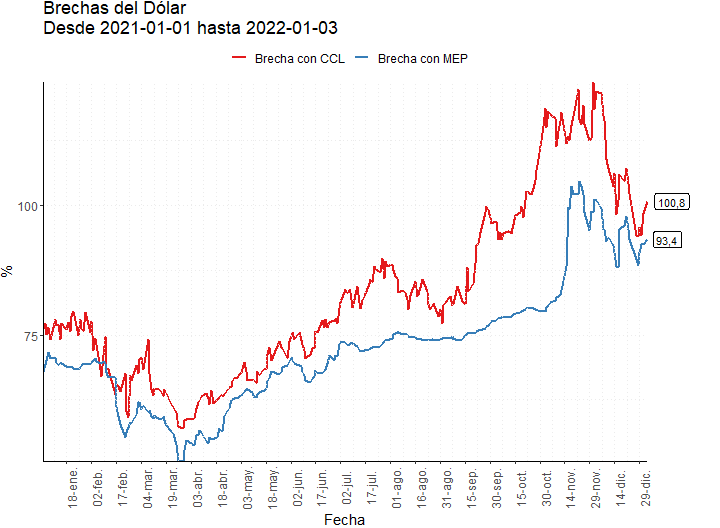 Brechas del Dólar
Desde 2021-01-01 hasta 2022-01-03
Brecha con CCL
Brecha con MEP
%
100
75
100,8
93,4
18-ene.
02-feb.
17-feb.
04-mar.
19-mar.
03-abr.
18-abr.
03-may.
18-may.
02-jun.
17-jun.
02-jul.
17-jul.
01-ago.
16-ago.
31-ago.
15-sep.
30-sep.
15-oct.
30-oct.
14-nov.
29-nov.
14-dic.
29-dic.
Fecha